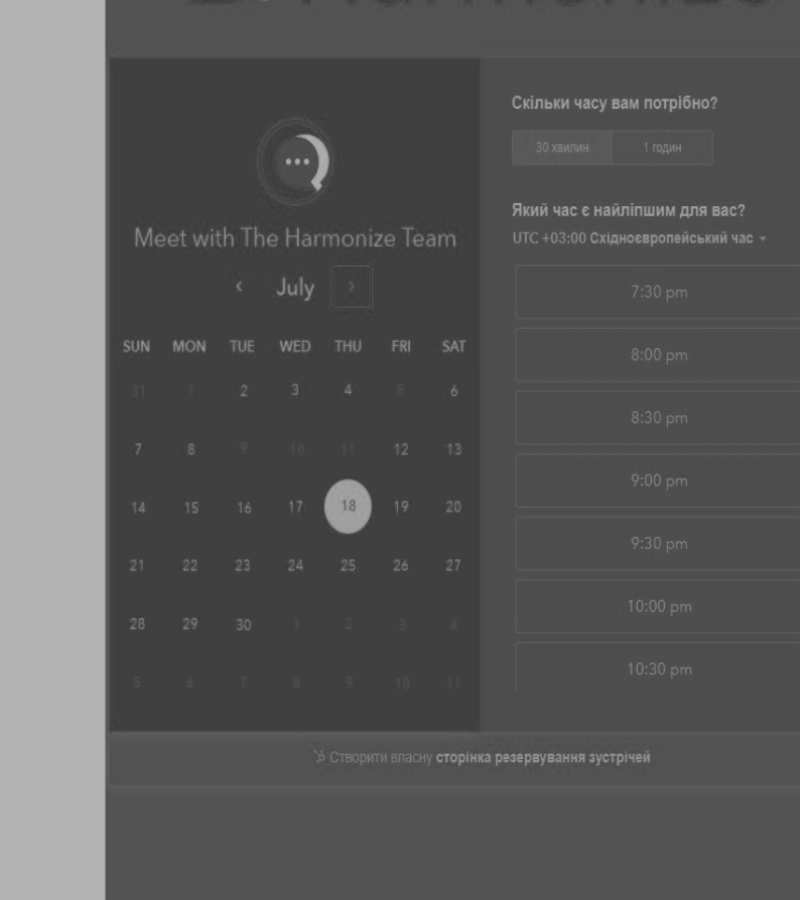 Meet with The Harmonize Team
‹ July ›
SUN MON TUE WED THU FRI SAT
31 1 2 3 4 5 6
7 8 9 10 11 12 13
14 15 16 17 18 19 20
21 22 23 24 25 26 27
28 29 30 1 2 3 4
5 6 7 8 9 10 11
Скільки часу вам потрібно?
30 хвилин 1 годин
Який час є найліпшим для вас?
UTC +03:00 Східноєвропейський час
7:30 pm
8:00 pm
8:30 pm
9:00 pm
9:30 pm
10:00 pm
10:30 pm
Створити власну сторінка резервування зустрічей